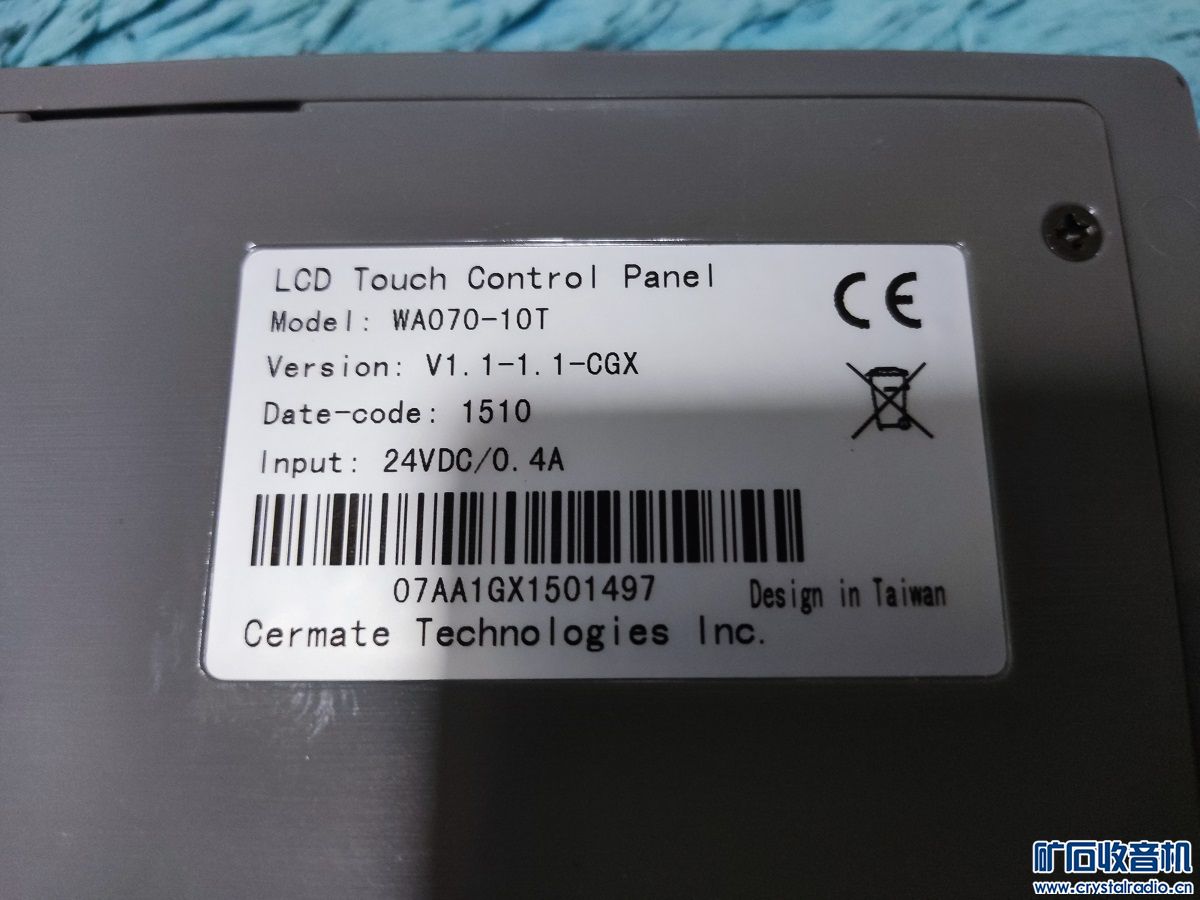 LCD Touch Control Panel
Model: WA070-10T
Version: V1.1-1.1-CGX
Date-code: 1510
Input: 24VDC/0.4A
CE
07AA1GX1501497
Design in Taiwan
Cermate Technologies Inc.
矿石收音机
www.crystalradio.cn